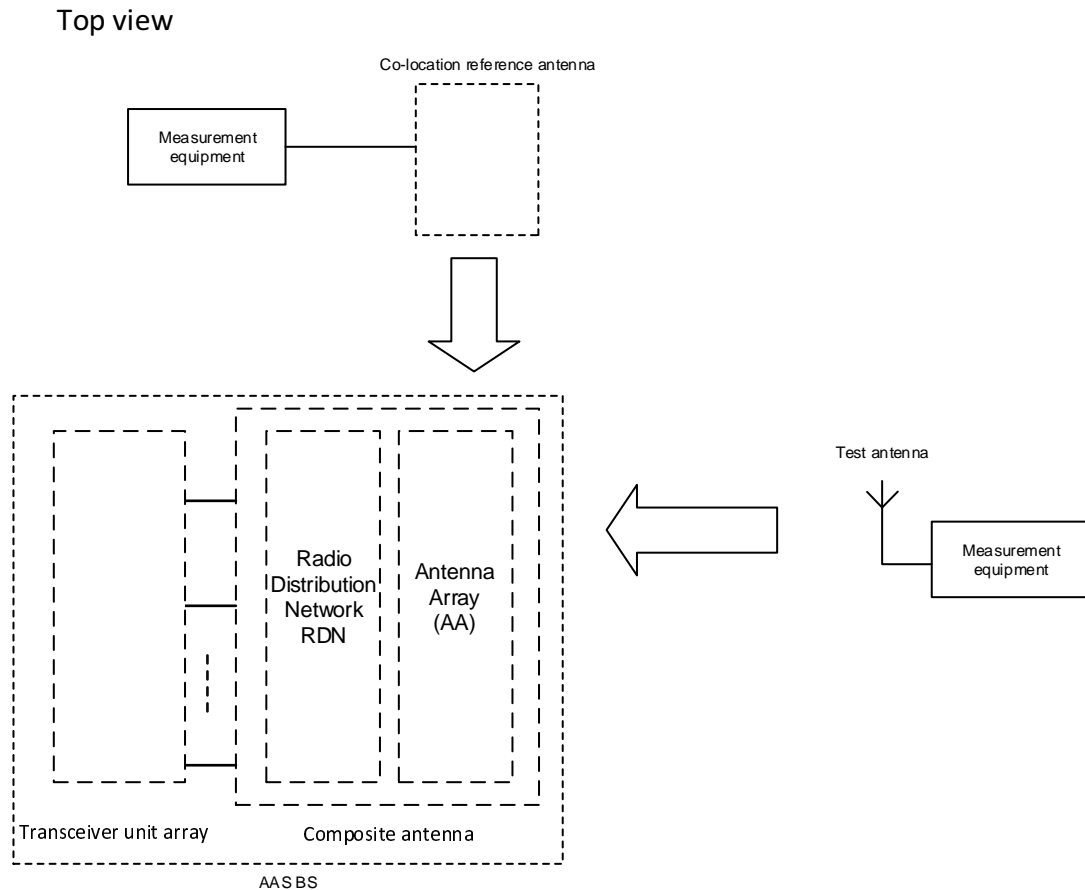 Top view
Co-location reference antenna
Measurement
equipment
Test antenna
Measurement
equipment
Radio
Distribution
Network
RDN
Antenna
Array
(AA)
Transceiver unit array
Composite antenna
AAS BS